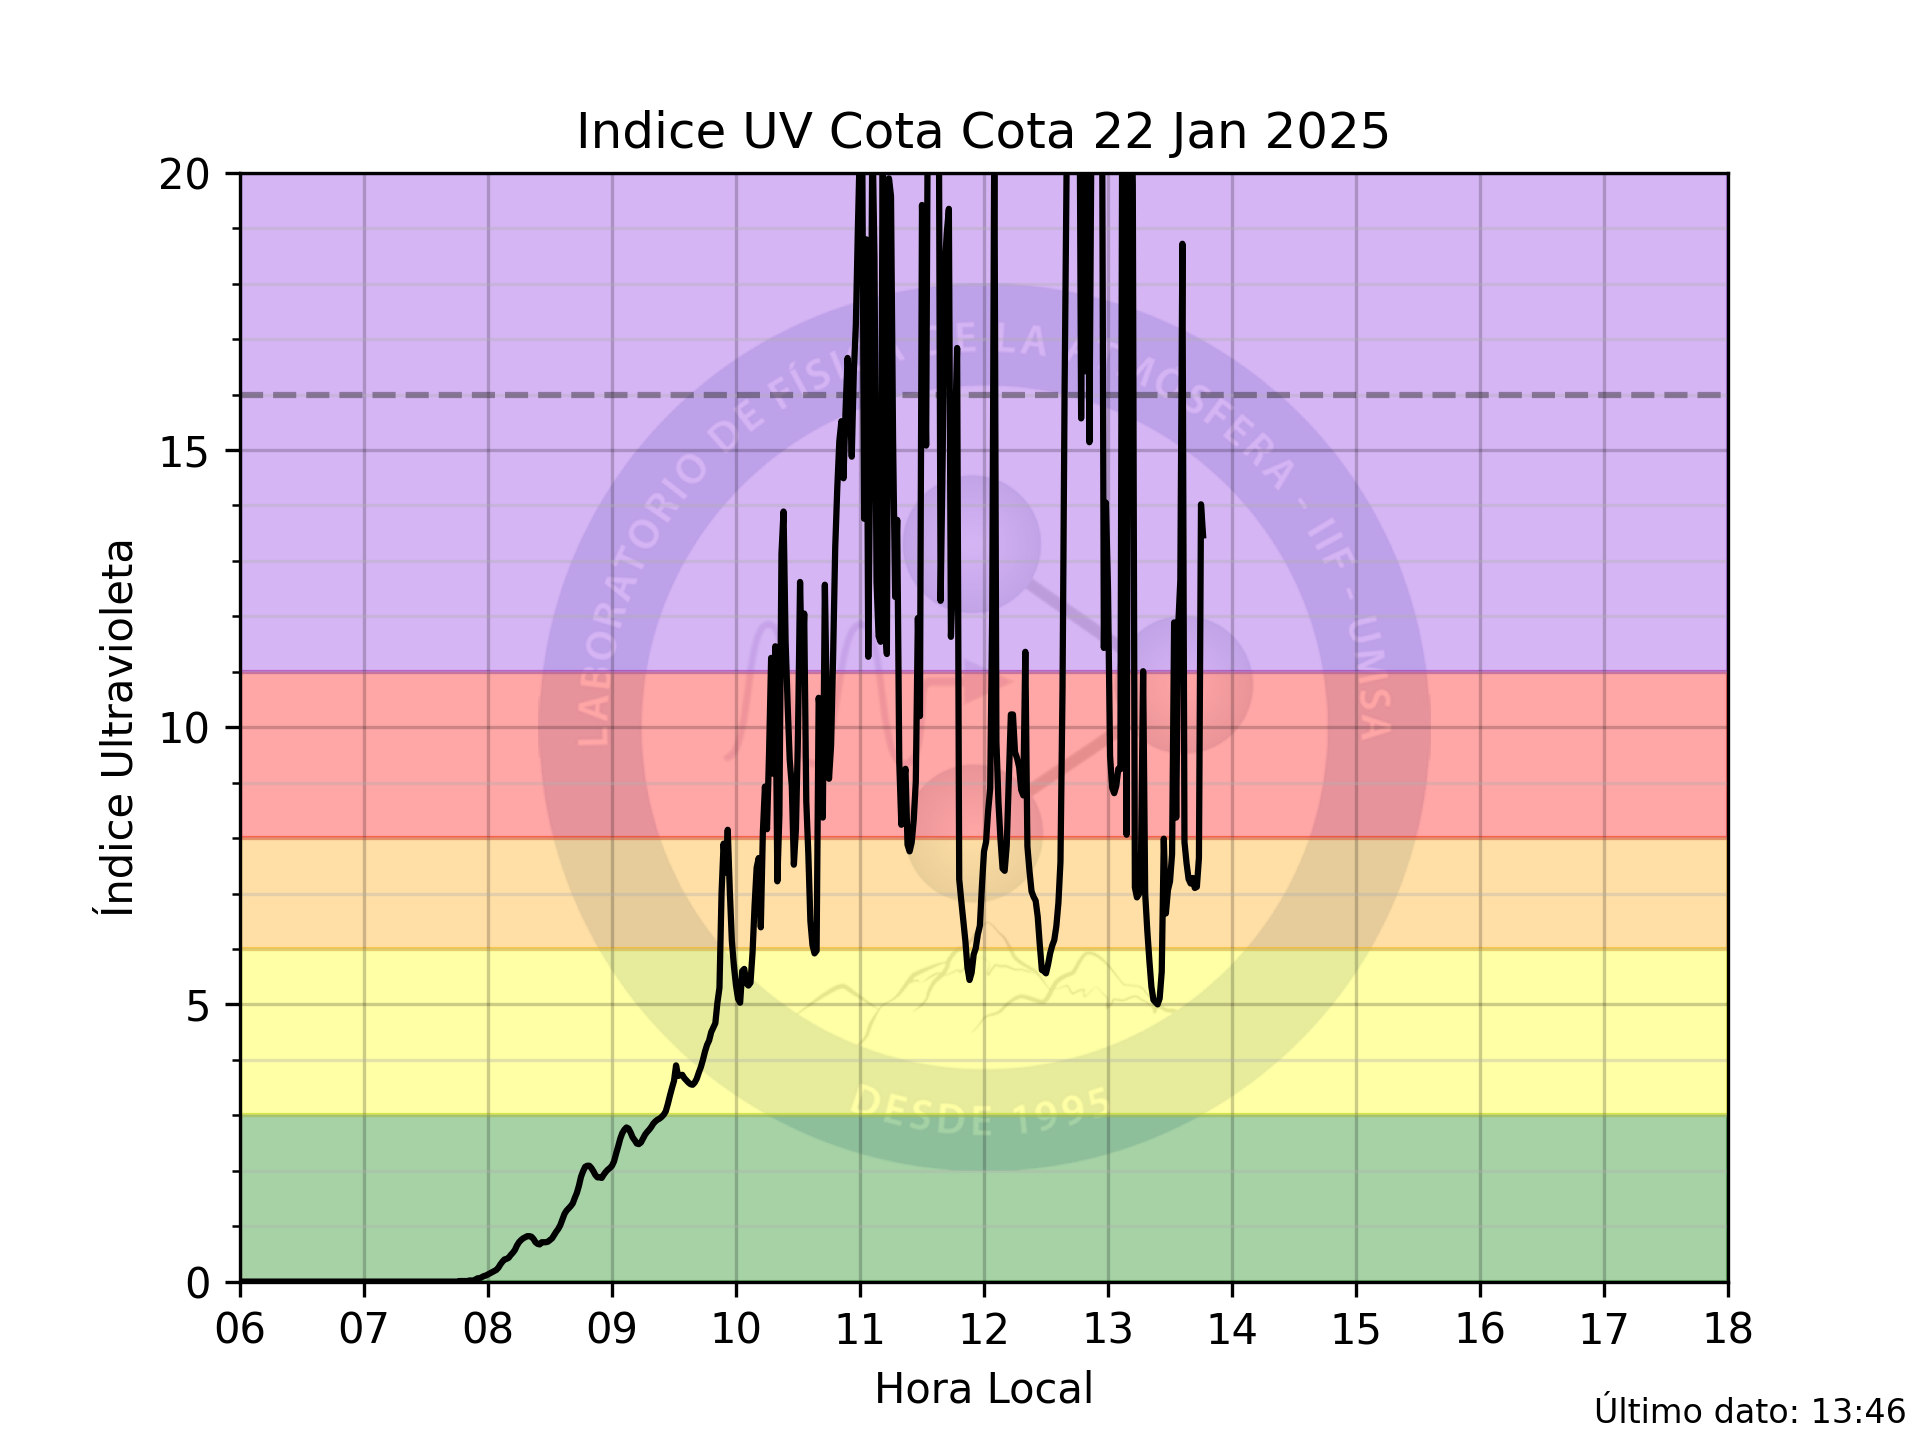 Indice UV Cota Cota 22 Jan 2025
20
15
10
5
0
Índice Ultravioleta
LABORATORIO DE FÍSICA DE LA ATMOSFERA - IIF - UMSA
DESDE 1995
06 07 08 09 10 11 12 13 14 15 16 17 18
Hora Local
Último dato: 13:46